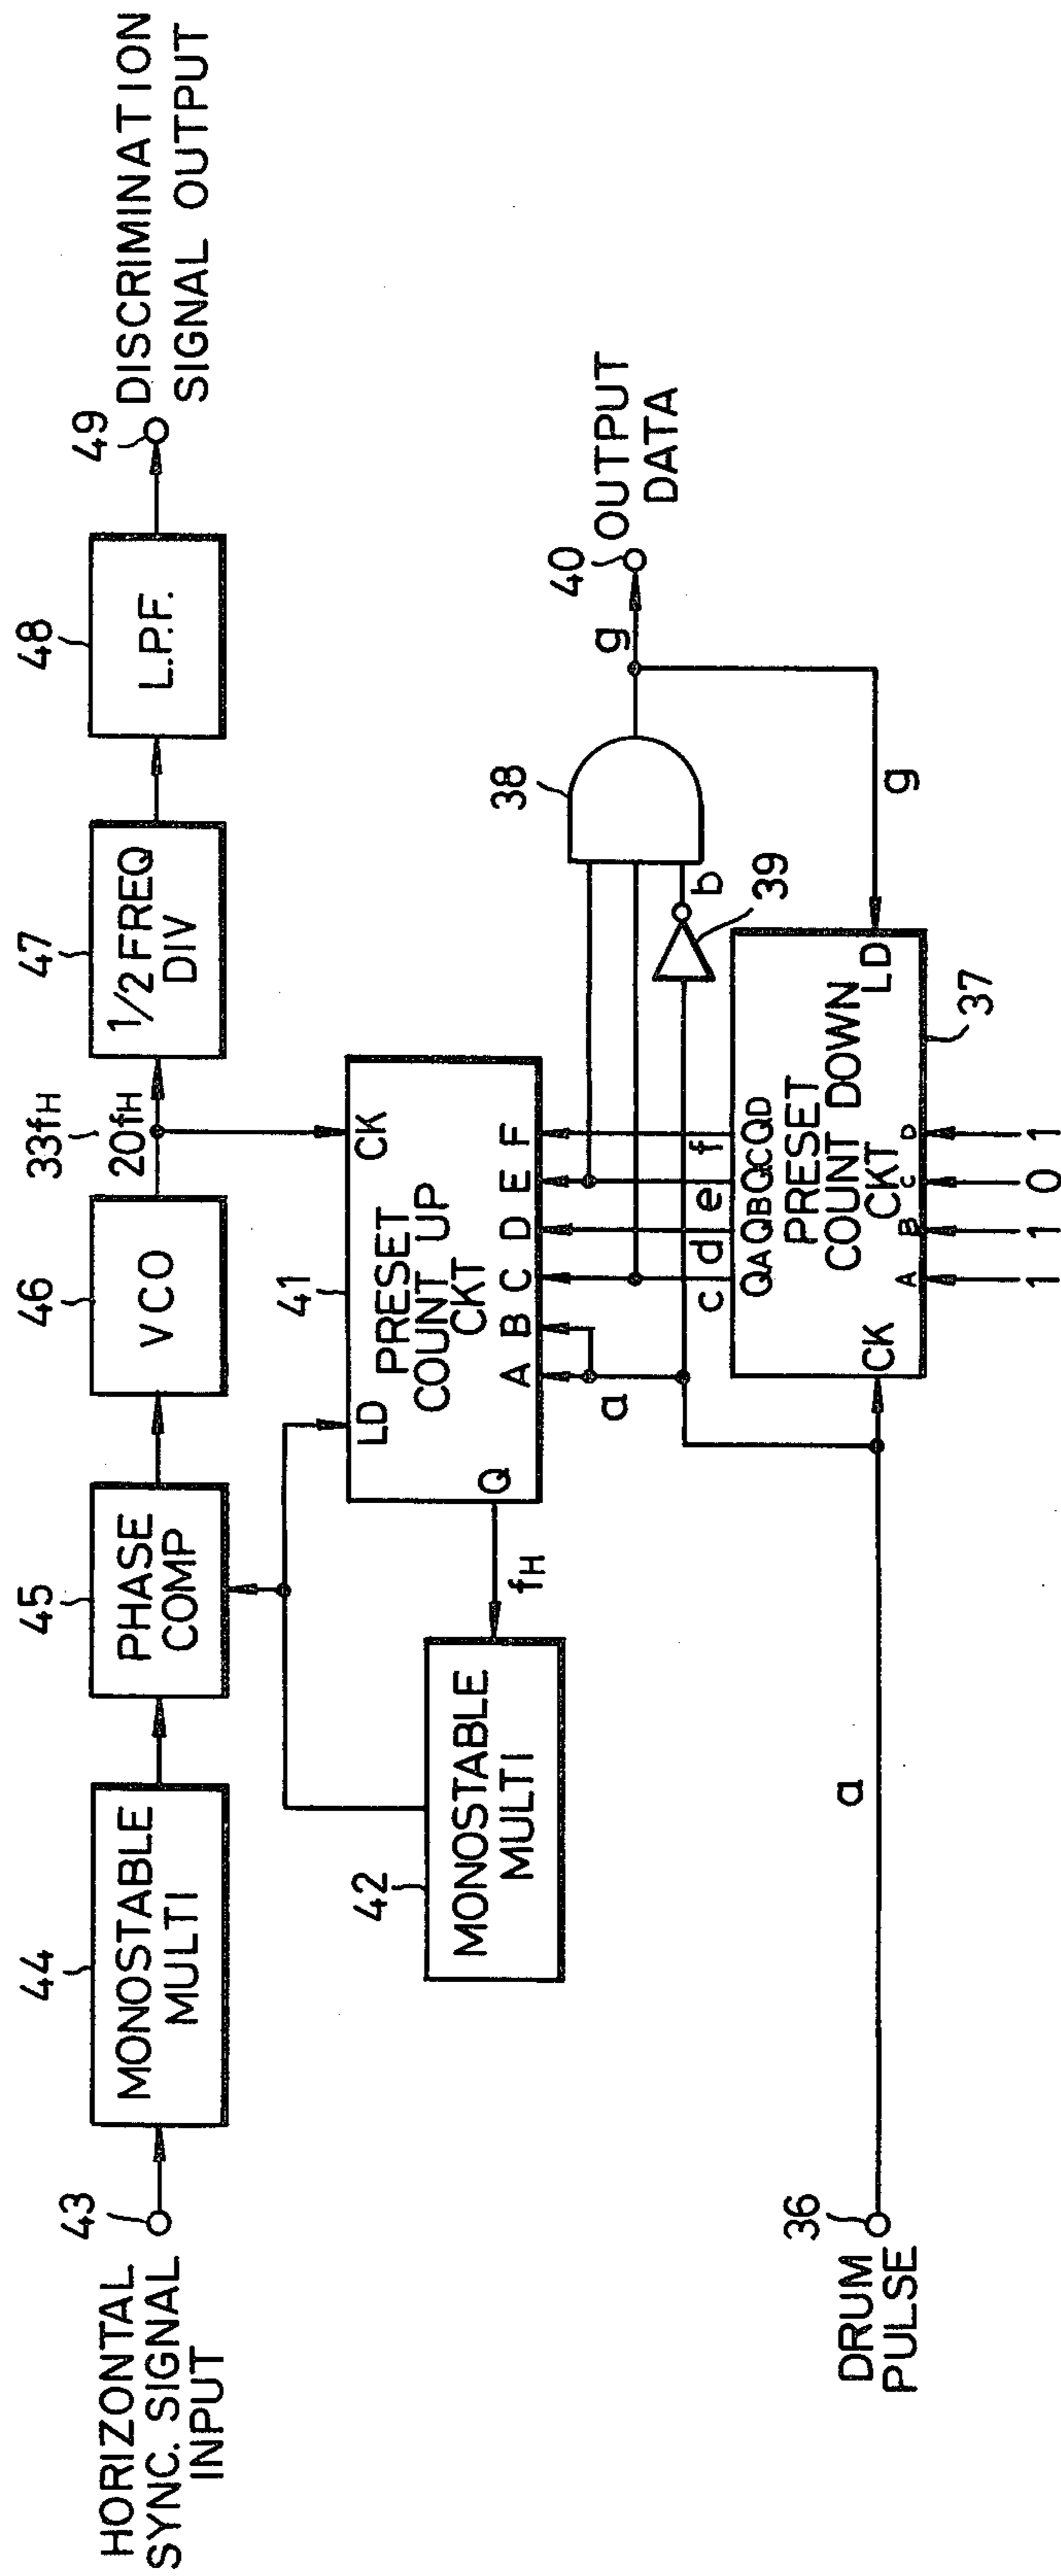 HORIZONTAL
SYNC. SIGNAL
INPUT
43
44
MONOSTABLE
MULTI
45
PHASE
COMP
46
VCO
33fH
20fH
47
1/2 FREQ
DIV
48
L.P.F.
49
DISCRIMINATION
SIGNAL OUTPUT
42
MONOSTABLE
MULTI
fH
41
LD
CK
PRESET
COUNT UP
CKT
Q
A B C D E F
a
38
g
40
OUTPUT
DATA
b
39
c d e f
g
QA QB QC QD
PRESET
COUNT DOWN
CKT
LD
CK
A B C D
37
1 1 0 1
36
DRUM
PULSE
a